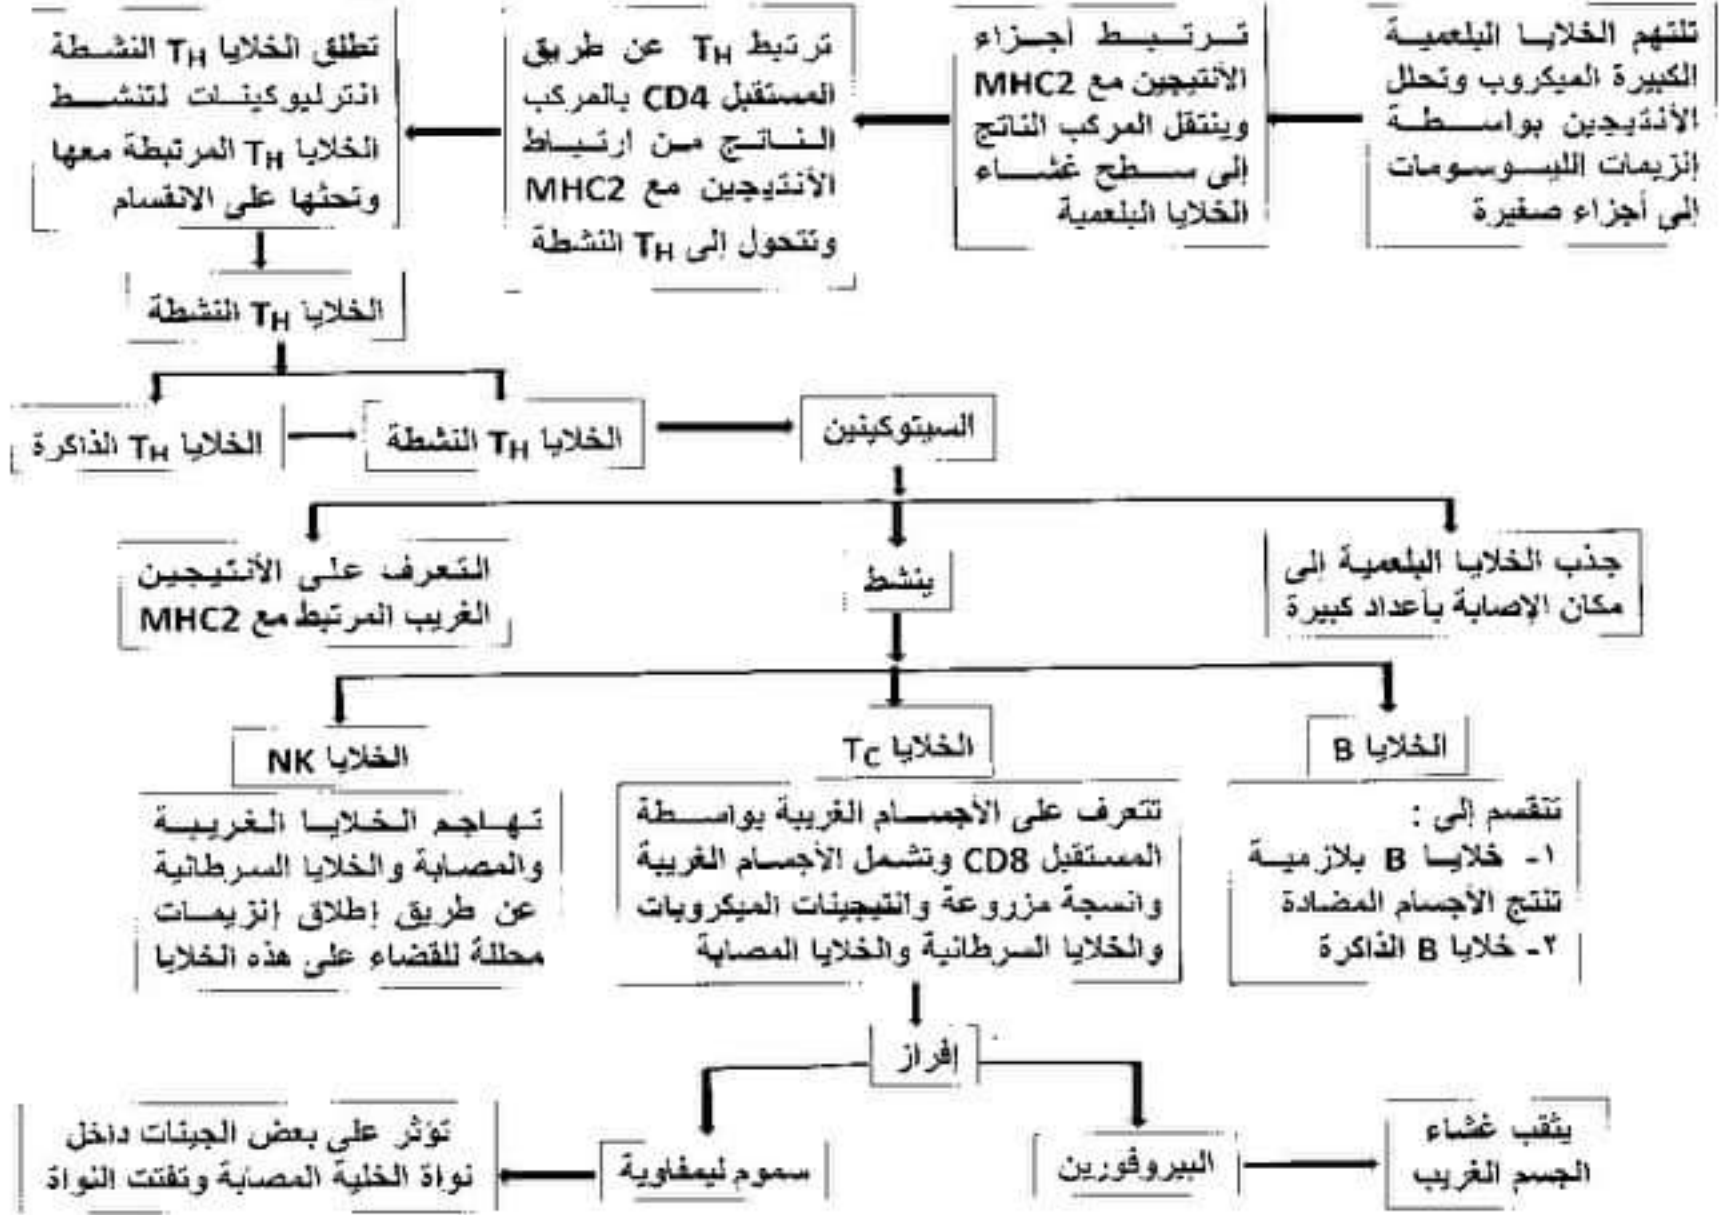 تلتهم الخلايا البلعمية
الكبيرة الميكروب وتحلل
الأنتيجين بواسطة
إنزيمات الليسوسومات
إلى أجزاء صغيرة
ترتبط أجزاء
الأنتيجين مع MHC2
وينتقل المركب الناتج
إلى سطح غشاء
الخلايا البلعمية
ترتبط TH عن طريق
المستقبل CD4 بالمركب
الناتج من ارتباط
الأنتيجين مع MHC2
وتتحول إلى TH النشطة
تطلق الخلايا TH النشطة
انترليوكينات لتنشط
الخلايا TH المرتبطة معها
وتحثها على الانقسام
الخلايا TH النشطة
السيتوكينين
الخلايا TH النشطة
الخلايا TH الذاكرة
جذب الخلايا البلعمية إلى
مكان الإصابة بأعداد كبيرة
ينشط
التعرف على الأنتيجين
الغريب المرتبط مع MHC2
الخلايا B
الخلايا TC
الخلايا NK
تنقسم إلى :
١- خلايا B بلازمية
تنتج الأجسام المضادة
٢- خلايا B الذاكرة
تتعرف على الأجسام الغريبة بواسطة
المستقبل CD8 وتشمل الأجسام الغريبة
وانسجة مزروعة وانتيجينات الميكروبات
والخلايا السرطانية والخلايا المصابة
تهاجم الخلايا الغريبة
والمصابة والخلايا السرطانية
عن طريق إطلاق إنزيمات
محللة للقضاء على هذه الخلايا
إفراز
يثقب غشاء
الجسم الغريب
البيروفورين
سموم ليمفاوية
تؤثر على بعض الجينات داخل
نواة الخلية المصابة وتفتت النواة